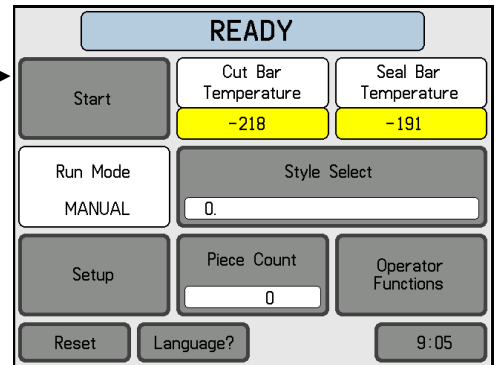 READY
Start
Cut Bar
Temperature
-218
Seal Bar
Temperature
-191
Run Mode
MANUAL
Style Select
0.
Setup
Piece Count
0
Operator
Functions
Reset
Language?
9:05